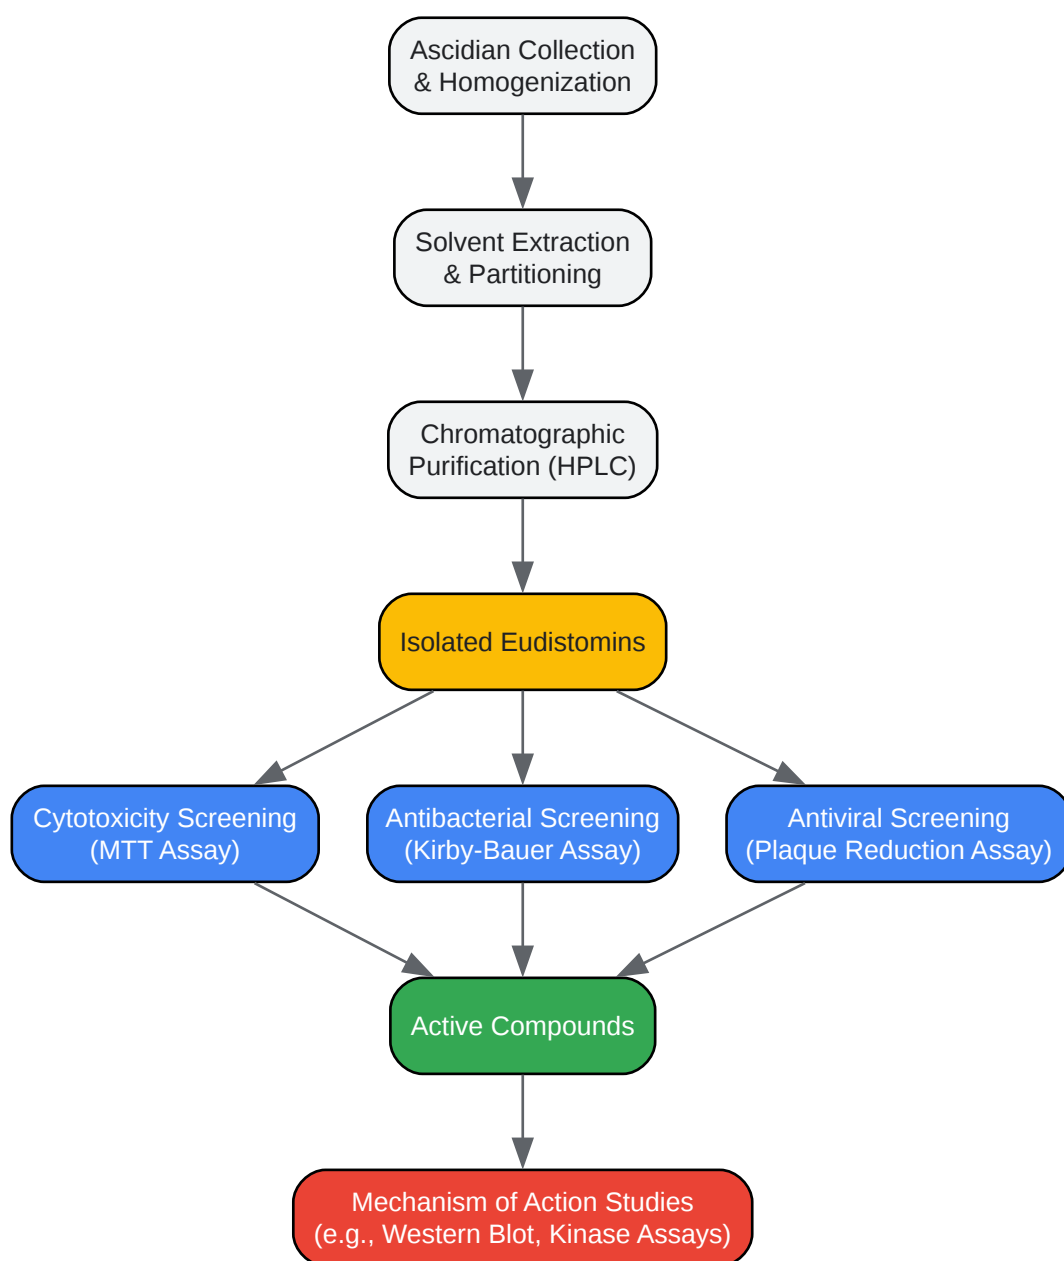 Ascidian Collection
& Homogenization
Solvent Extraction
& Partitioning
Chromatographic
Purification (HPLC)
Isolated Eudistomins
Cytotoxicity Screening
(MTT Assay)
Antibacterial Screening
(Kirby-Bauer Assay)
Antiviral Screening
(Plaque Reduction Assay)
Active Compounds
Mechanism of Action Studies
(e.g., Western Blot, Kinase Assays)